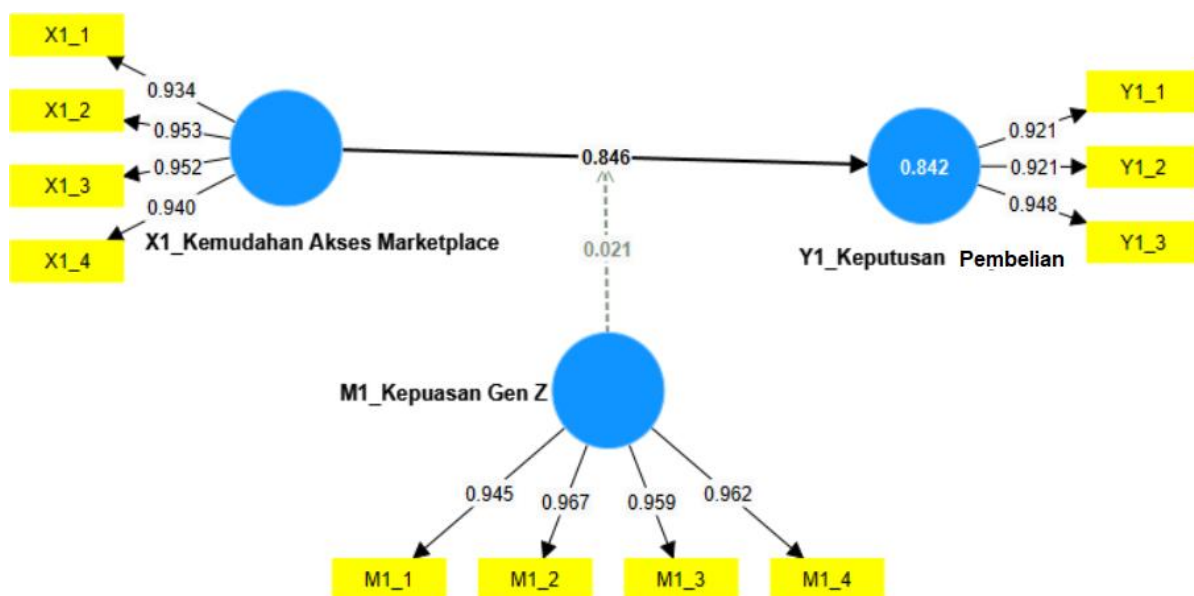 X1_1
X1_2
X1_3
X1_4
0.934
0.953
0.952
0.940
X1_Kemudahan Akses Marketplace
0.846
0.021
0.842
Y1_Keputusan Pembelian
0.921
0.921
0.948
Y1_1
Y1_2
Y1_3
M1_Kepuasan Gen Z
0.945
0.967
0.959
0.962
M1_1
M1_2
M1_3
M1_4